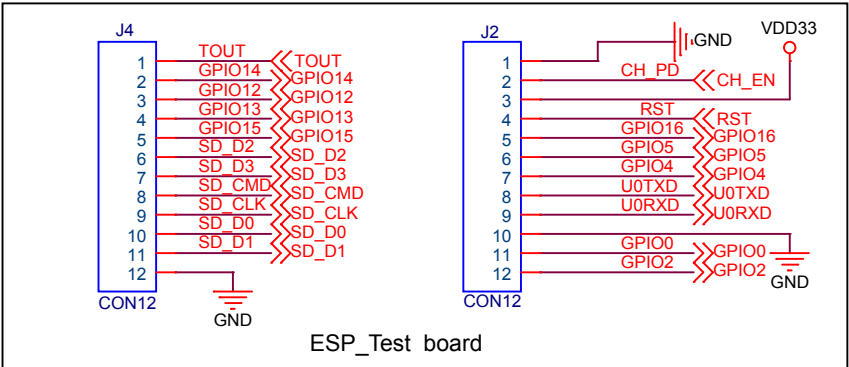 J4
1 TOUT TOUT
2 GPIO14 GPIO14
3 GPIO12 GPIO12
4 GPIO13 GPIO13
5 GPIO15 GPIO15
6 SD_D2 SD_D2
7 SD_D3 SD_D3
8 SD_CMD SD_CMD
9 SD_CLK SD_CLK
10 SD_D0 SD_D0
11 SD_D1 SD_D1
12
CON12
GND
J2
VDD33
1 GND
2 CH_PD CH_EN
3
4 RST RST
5 GPIO16 GPIO16
6 GPIO5 GPIO5
7 GPIO4 GPIO4
8 U0TXD U0TXD
9 U0RXD U0RXD
10
11 GPIO0 GPIO0
12 GPIO2 GPIO2
GND
CON12
ESP_Test board